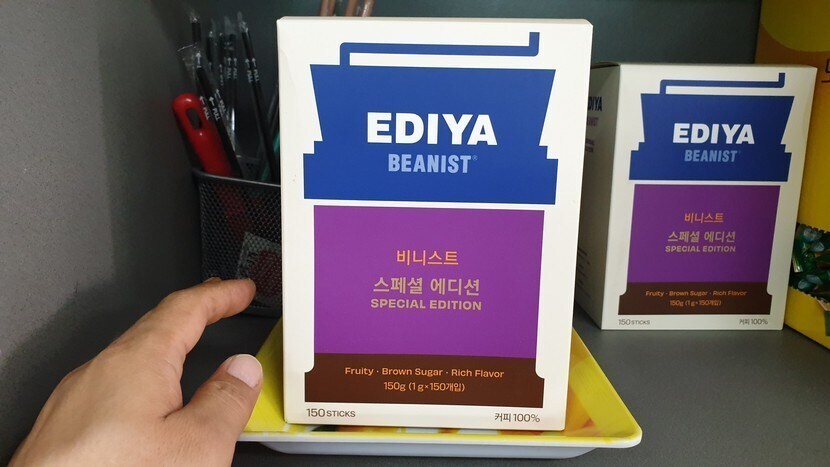 EDIYA
BEANIST
비니스트
스페셜 에디션
SPECIAL EDITION
Fruity · Brown Sugar · Rich Flavor
150g (1g×150개입)
150 STICKS
커피 100%
EDIYA
BEANIST
비니스트
스페셜 에디션
SPECIAL EDITION
Fruity · Brown Sugar · Rich Flavor
150g (1g×150개입)
150 STICKS
커피 100%